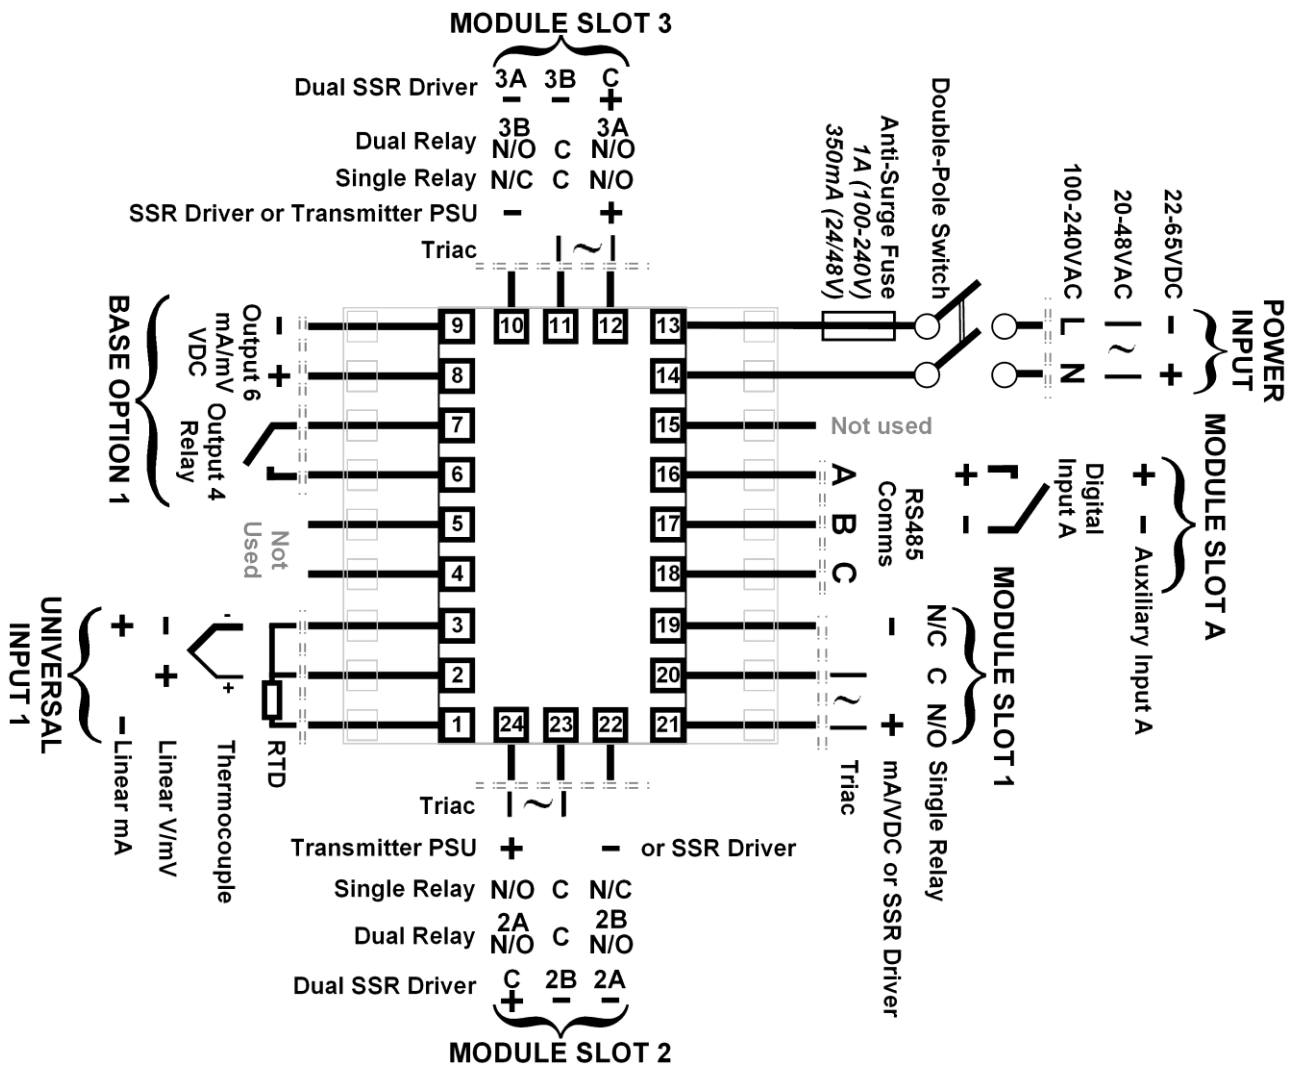 MODULE SLOT 3
Dual SSR Driver 3A 3B C
− − +
3B 3A
Dual Relay N/O C N/O
Single Relay N/C C N/O
SSR Driver or Transmitter PSU − +
Triac ~
Double-Pole Switch
Anti-Surge Fuse
1A (100-240V)
350mA (24/48V)
POWER
INPUT
22-65VDC − +
20-48VAC ~
100-240VAC L N
BASE OPTION 1
Output 6
mA/mV
VDC
− +
Output 4
Relay
Not
Used
9 10 11 12 13
8 14
7 15
6 16
5 17
4 18
3 19
2 20
1 24 23 22 21
Not used
A
B
C
RS485
Comms
MODULE SLOT A
+ −
Digital
Input A
+ − Auxiliary Input A
MODULE SLOT 1
N/C C N/O Single Relay
− + mA/VDC or SSR Driver
~ Triac
UNIVERSAL
INPUT 1
RTD
- + Thermocouple
− + Linear V/mV
+ − Linear mA
Triac ~
Transmitter PSU + − or SSR Driver
Single Relay N/O C N/C
2A 2B
Dual Relay N/O C N/O
Dual SSR Driver C 2B 2A
+ − −
MODULE SLOT 2